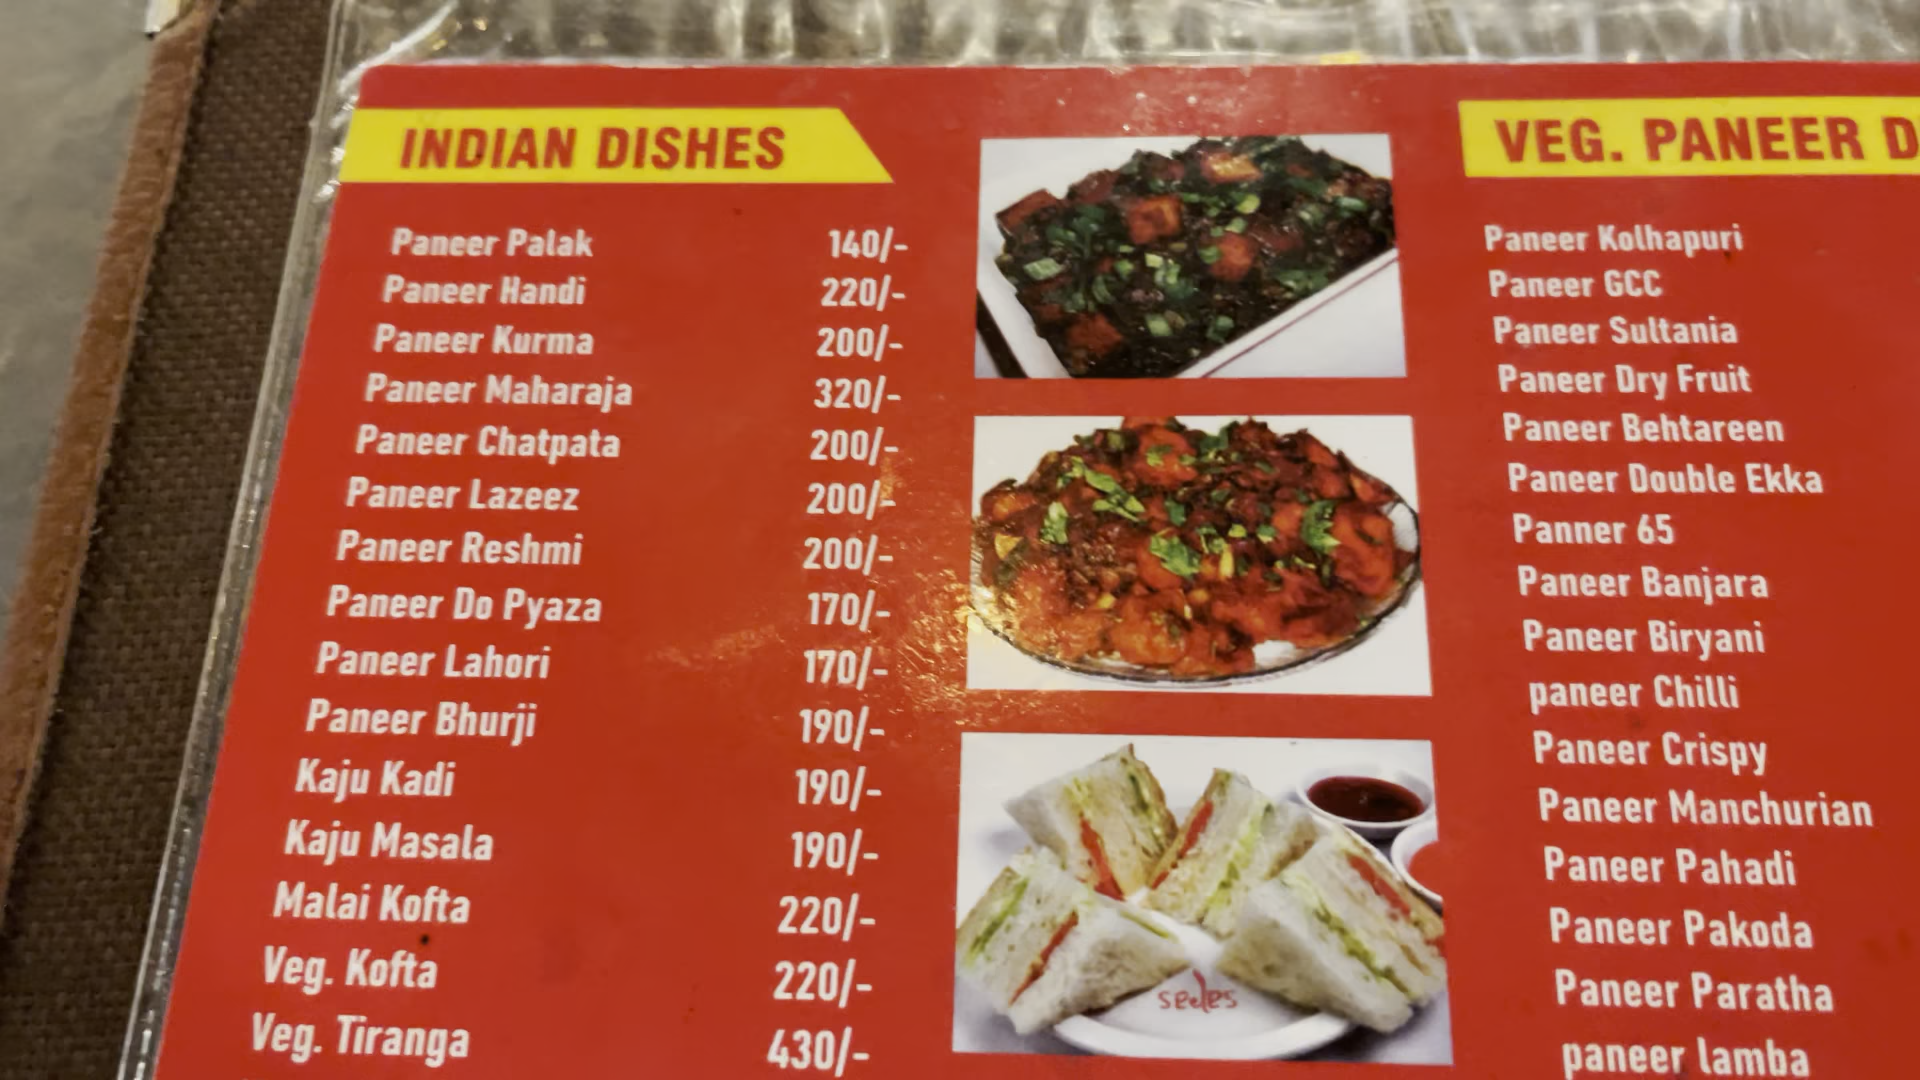 INDIAN DISHES
Paneer Palak 140/-
Paneer Handi 220/-
Paneer Kurma 200/-
Paneer Maharaja 320/-
Paneer Chatpata 200/-
Paneer Lazeez 200/-
Paneer Reshmi 200/-
Paneer Do Pyaza 170/-
Paneer Lahori 170/-
Paneer Bhurji 190/-
Kaju Kadi 190/-
Kaju Masala 190/-
Malai Kofta 220/-
Veg. Kofta 220/-
Veg. Tiranga 430/-
VEG. PANEER D
Paneer Kolhapuri
Paneer GCC
Paneer Sultania
Paneer Dry Fruit
Paneer Behtareen
Paneer Double Ekka
Panner 65
Paneer Banjara
Paneer Biryani
paneer Chilli
Paneer Crispy
Paneer Manchurian
Paneer Pahadi
Paneer Pakoda
Paneer Paratha
paneer lamba